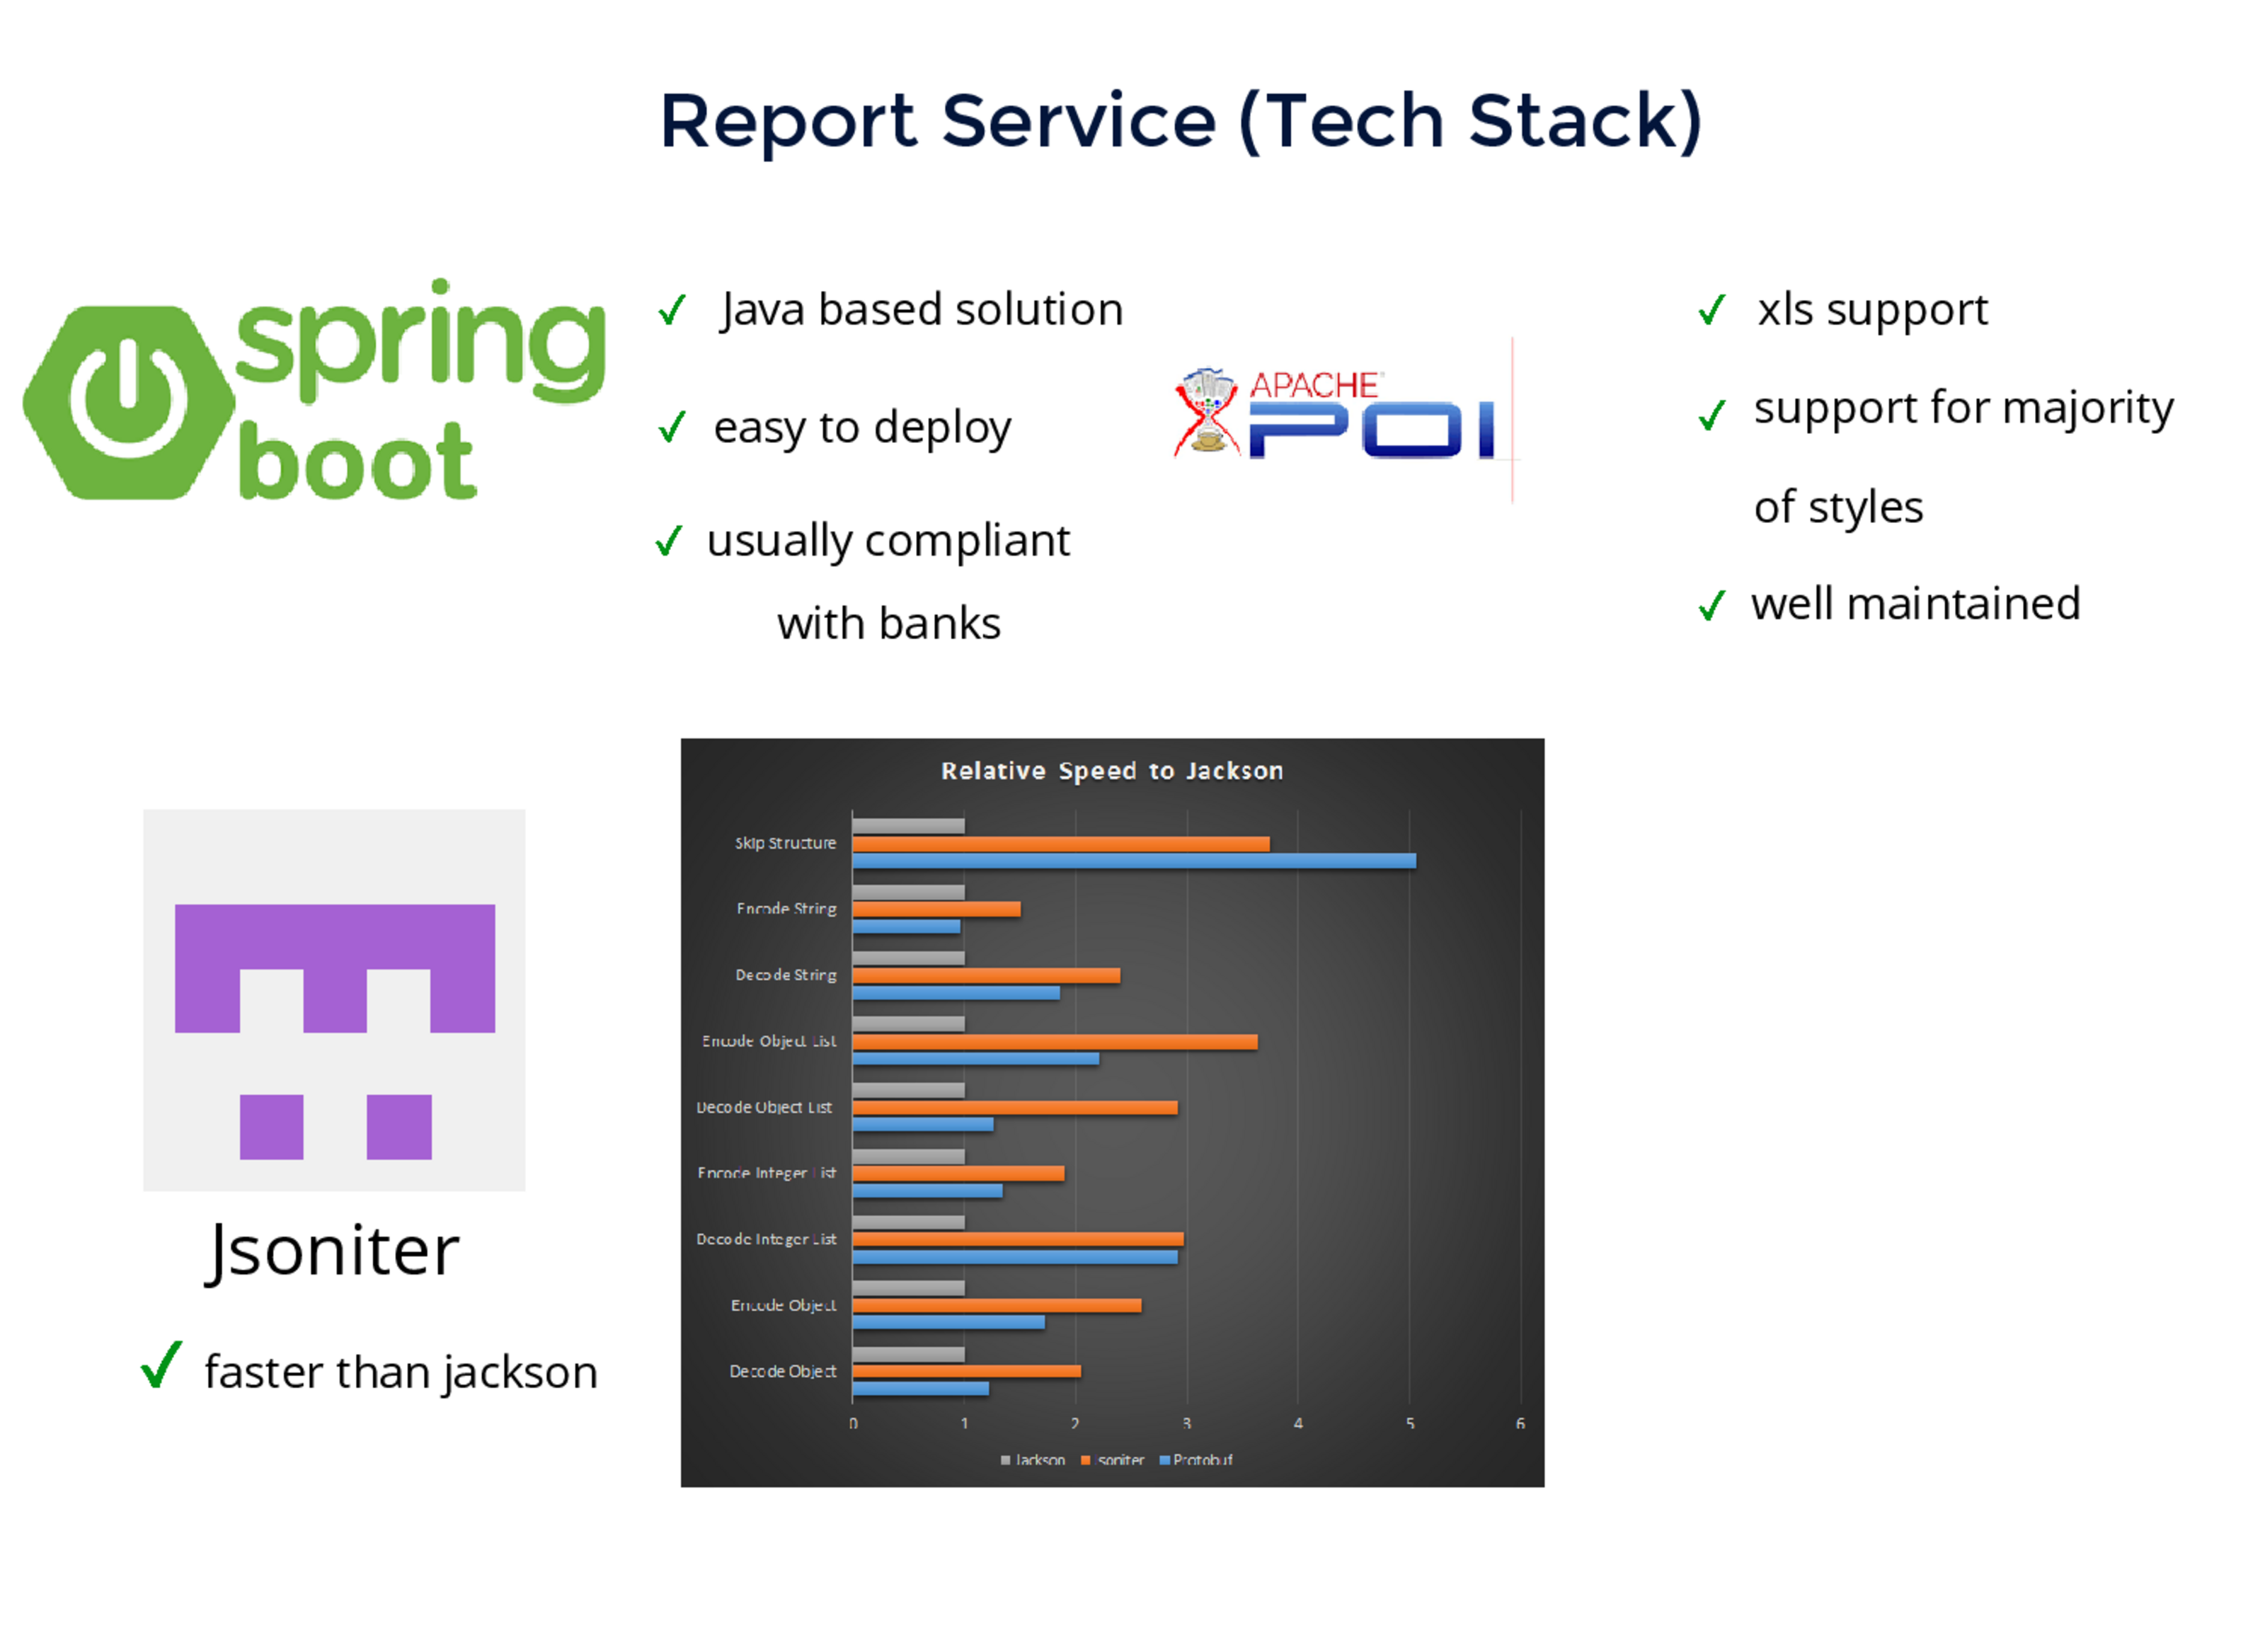 Report Service (Tech Stack)
spring
boot
✓ Java based solution
✓ easy to deploy
✓ usually compliant
with banks
APACHE
POI
✓ xls support
✓ support for majority
of styles
✓ well maintained
Jsoniter
✓ faster than jackson
Relative Speed to Jackson
Skip Structure
Encode String
Decode String
Encode Object List
Decode Object List
Encode Integer List
Decode Integer List
Encode Object
Decode Object
0 1 2 3 4 5 6
Jackson Jsoniter Protobuf